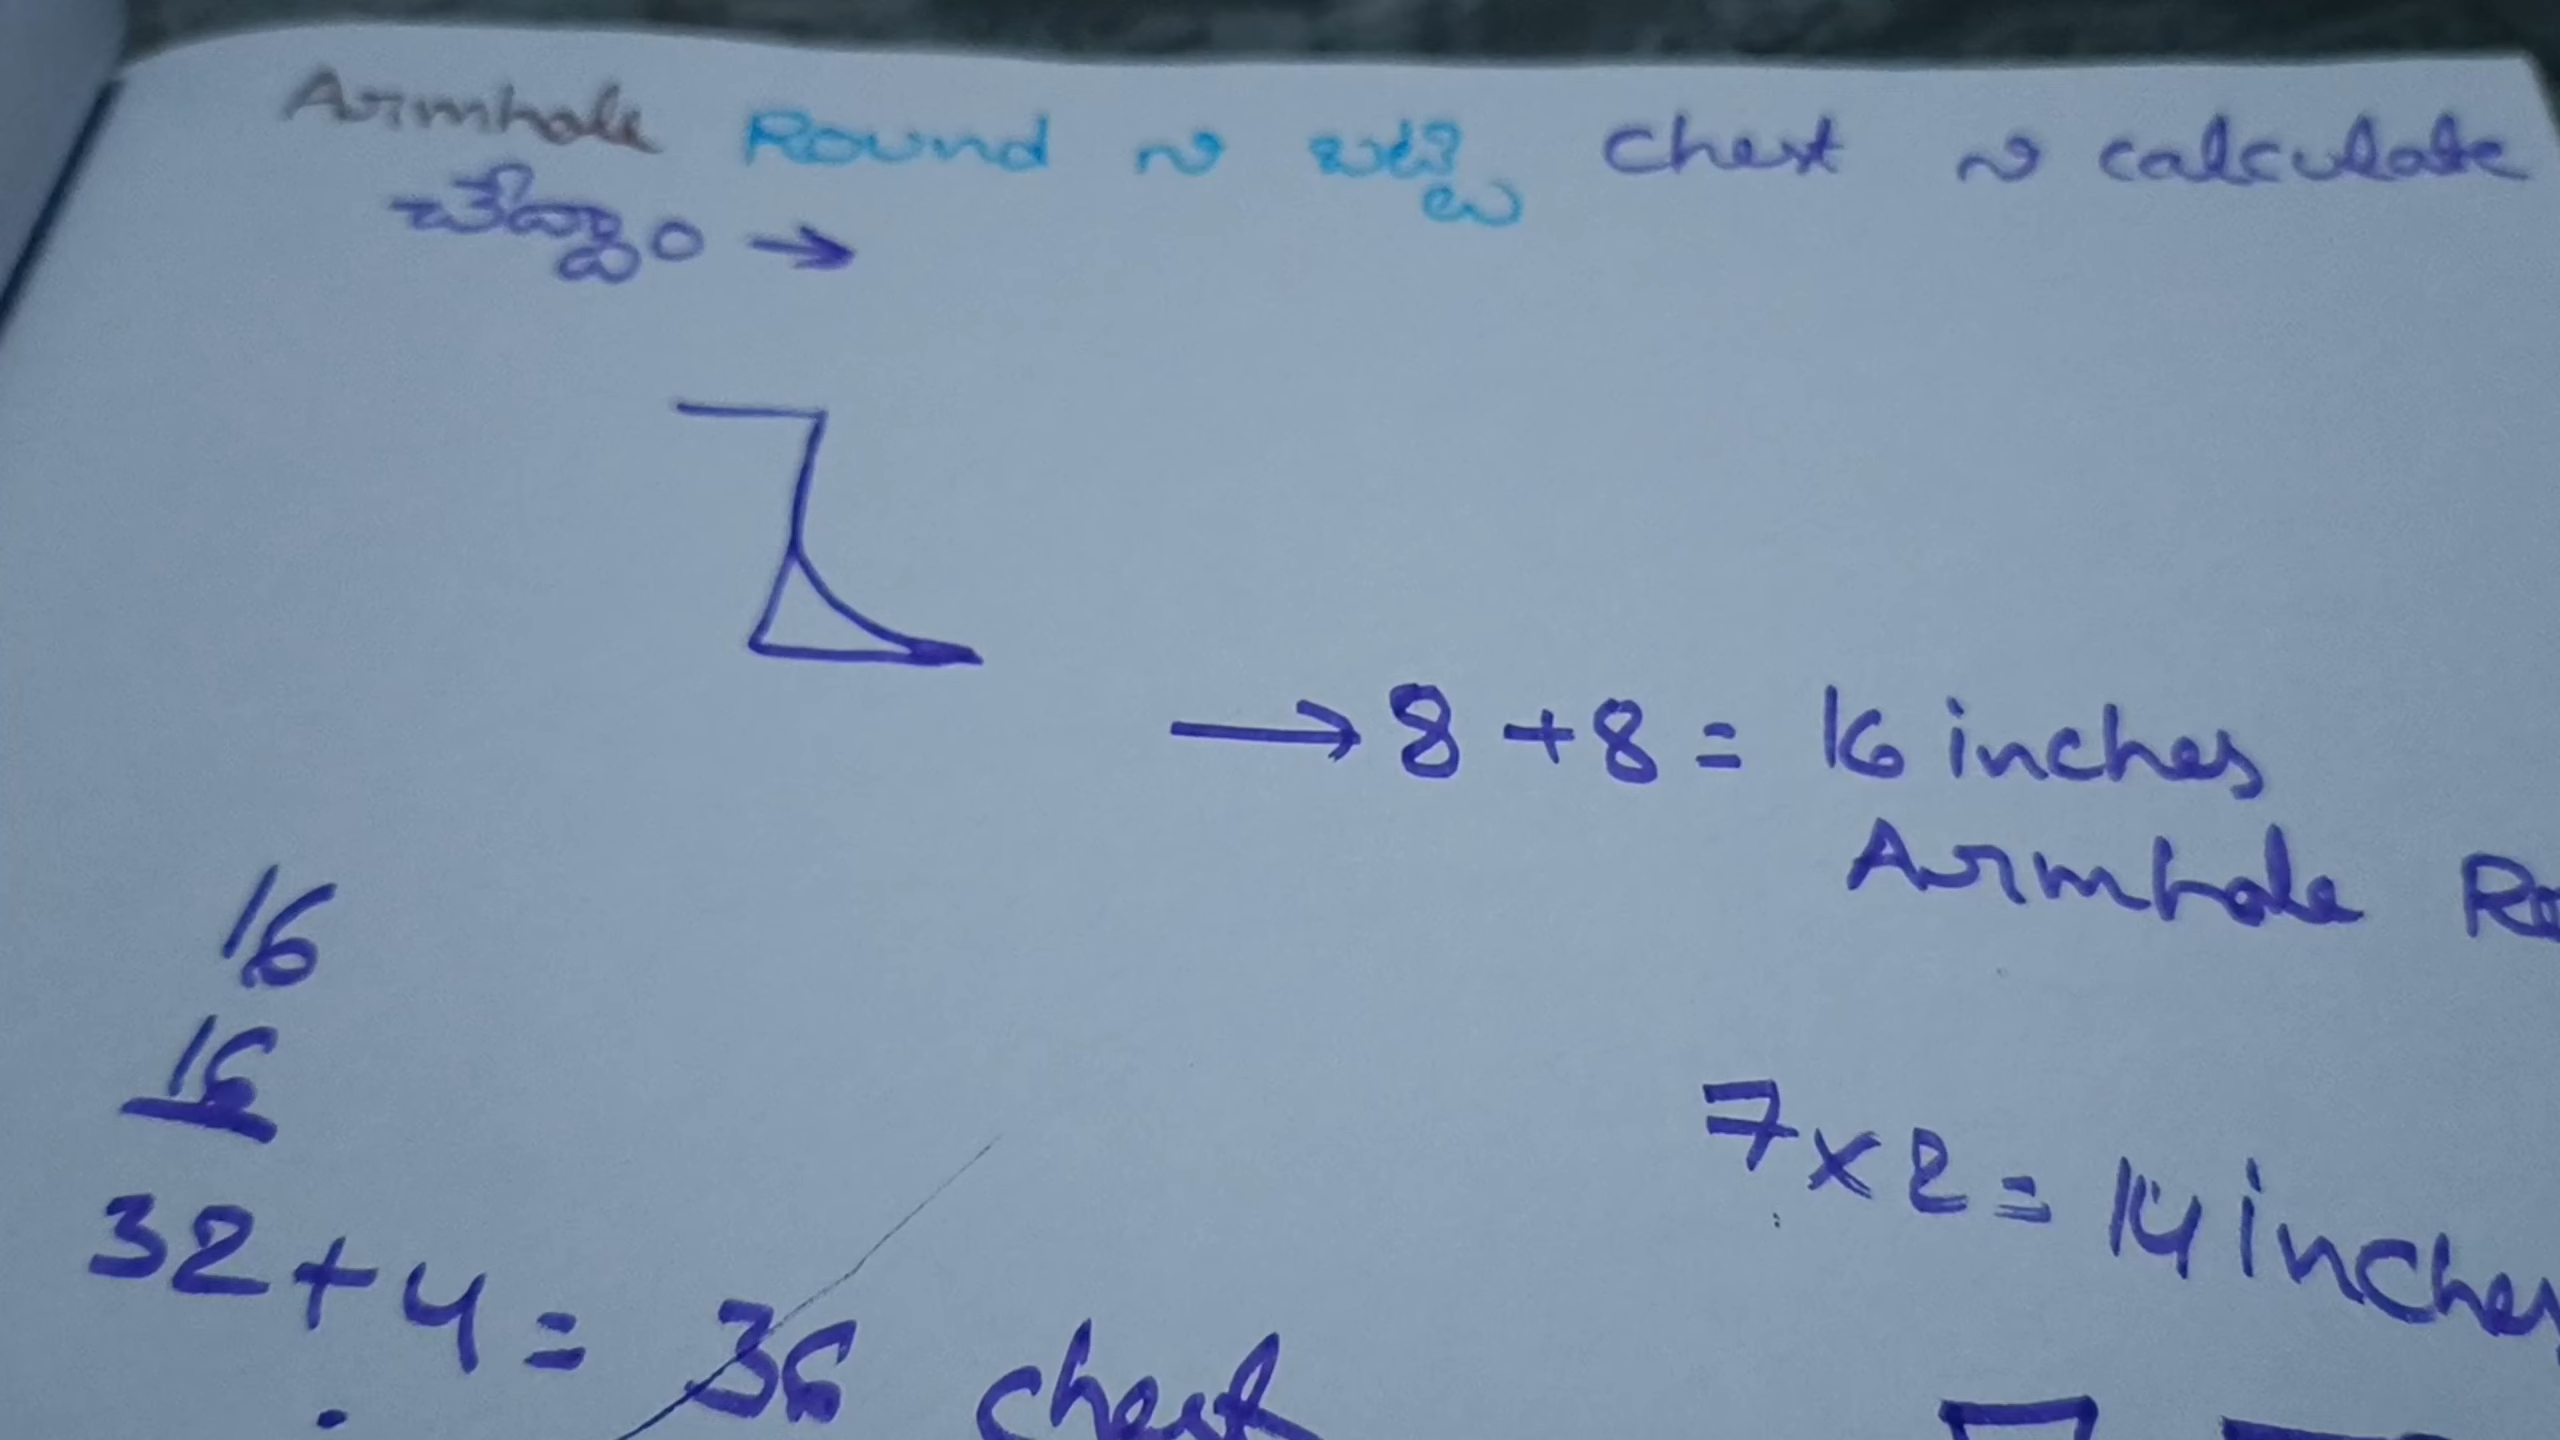 Armhole Round ని బట్టి chest ని calculate
చేద్దాం →
→ 8 + 8 = 16 inches
Armhole
16
16
32 + 4 = 36 chest
7 x 2 = 14 inches